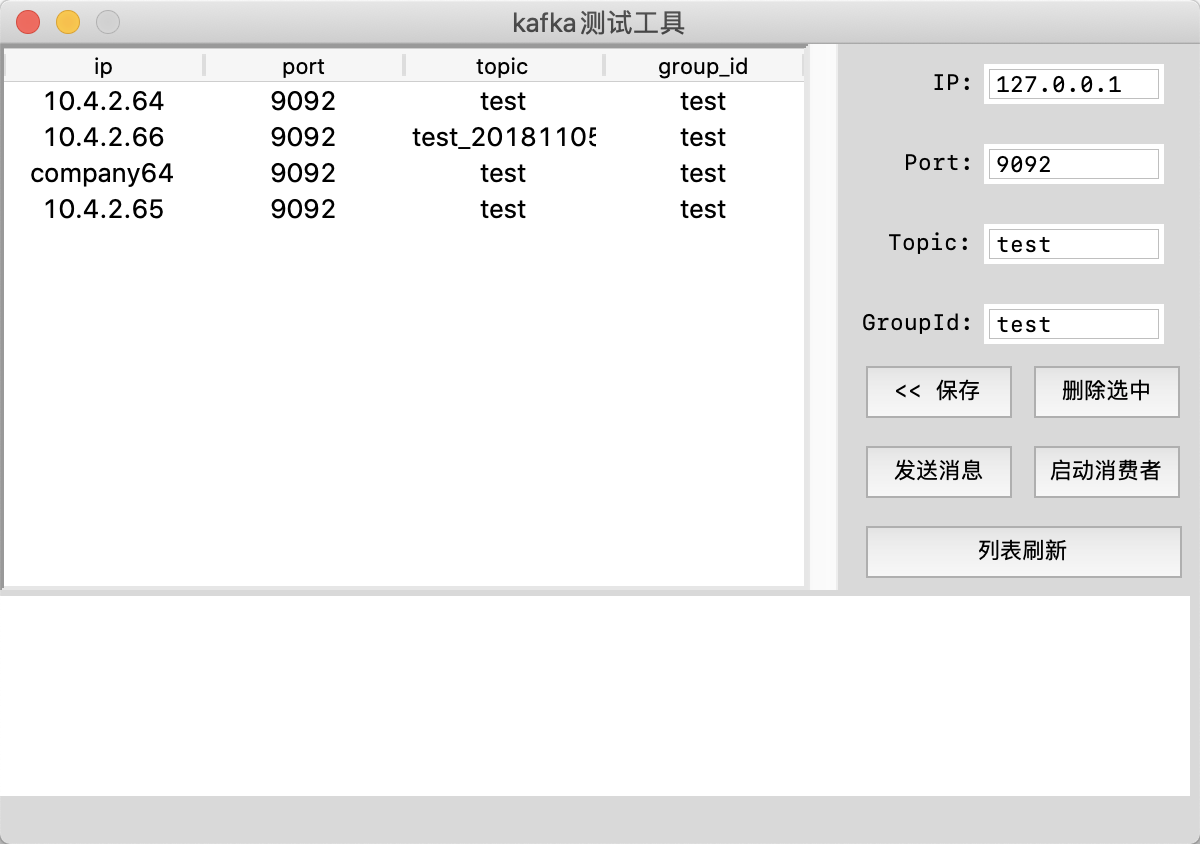 kafka测试工具
ip port topic group_id
10.4.2.64 9092 test test
10.4.2.66 9092 test_20181105 test
company64 9092 test test
10.4.2.65 9092 test test
IP: 127.0.0.1
Port: 9092
Topic: test
GroupId: test
<< 保存 删除选中
发送消息 启动消费者
列表刷新